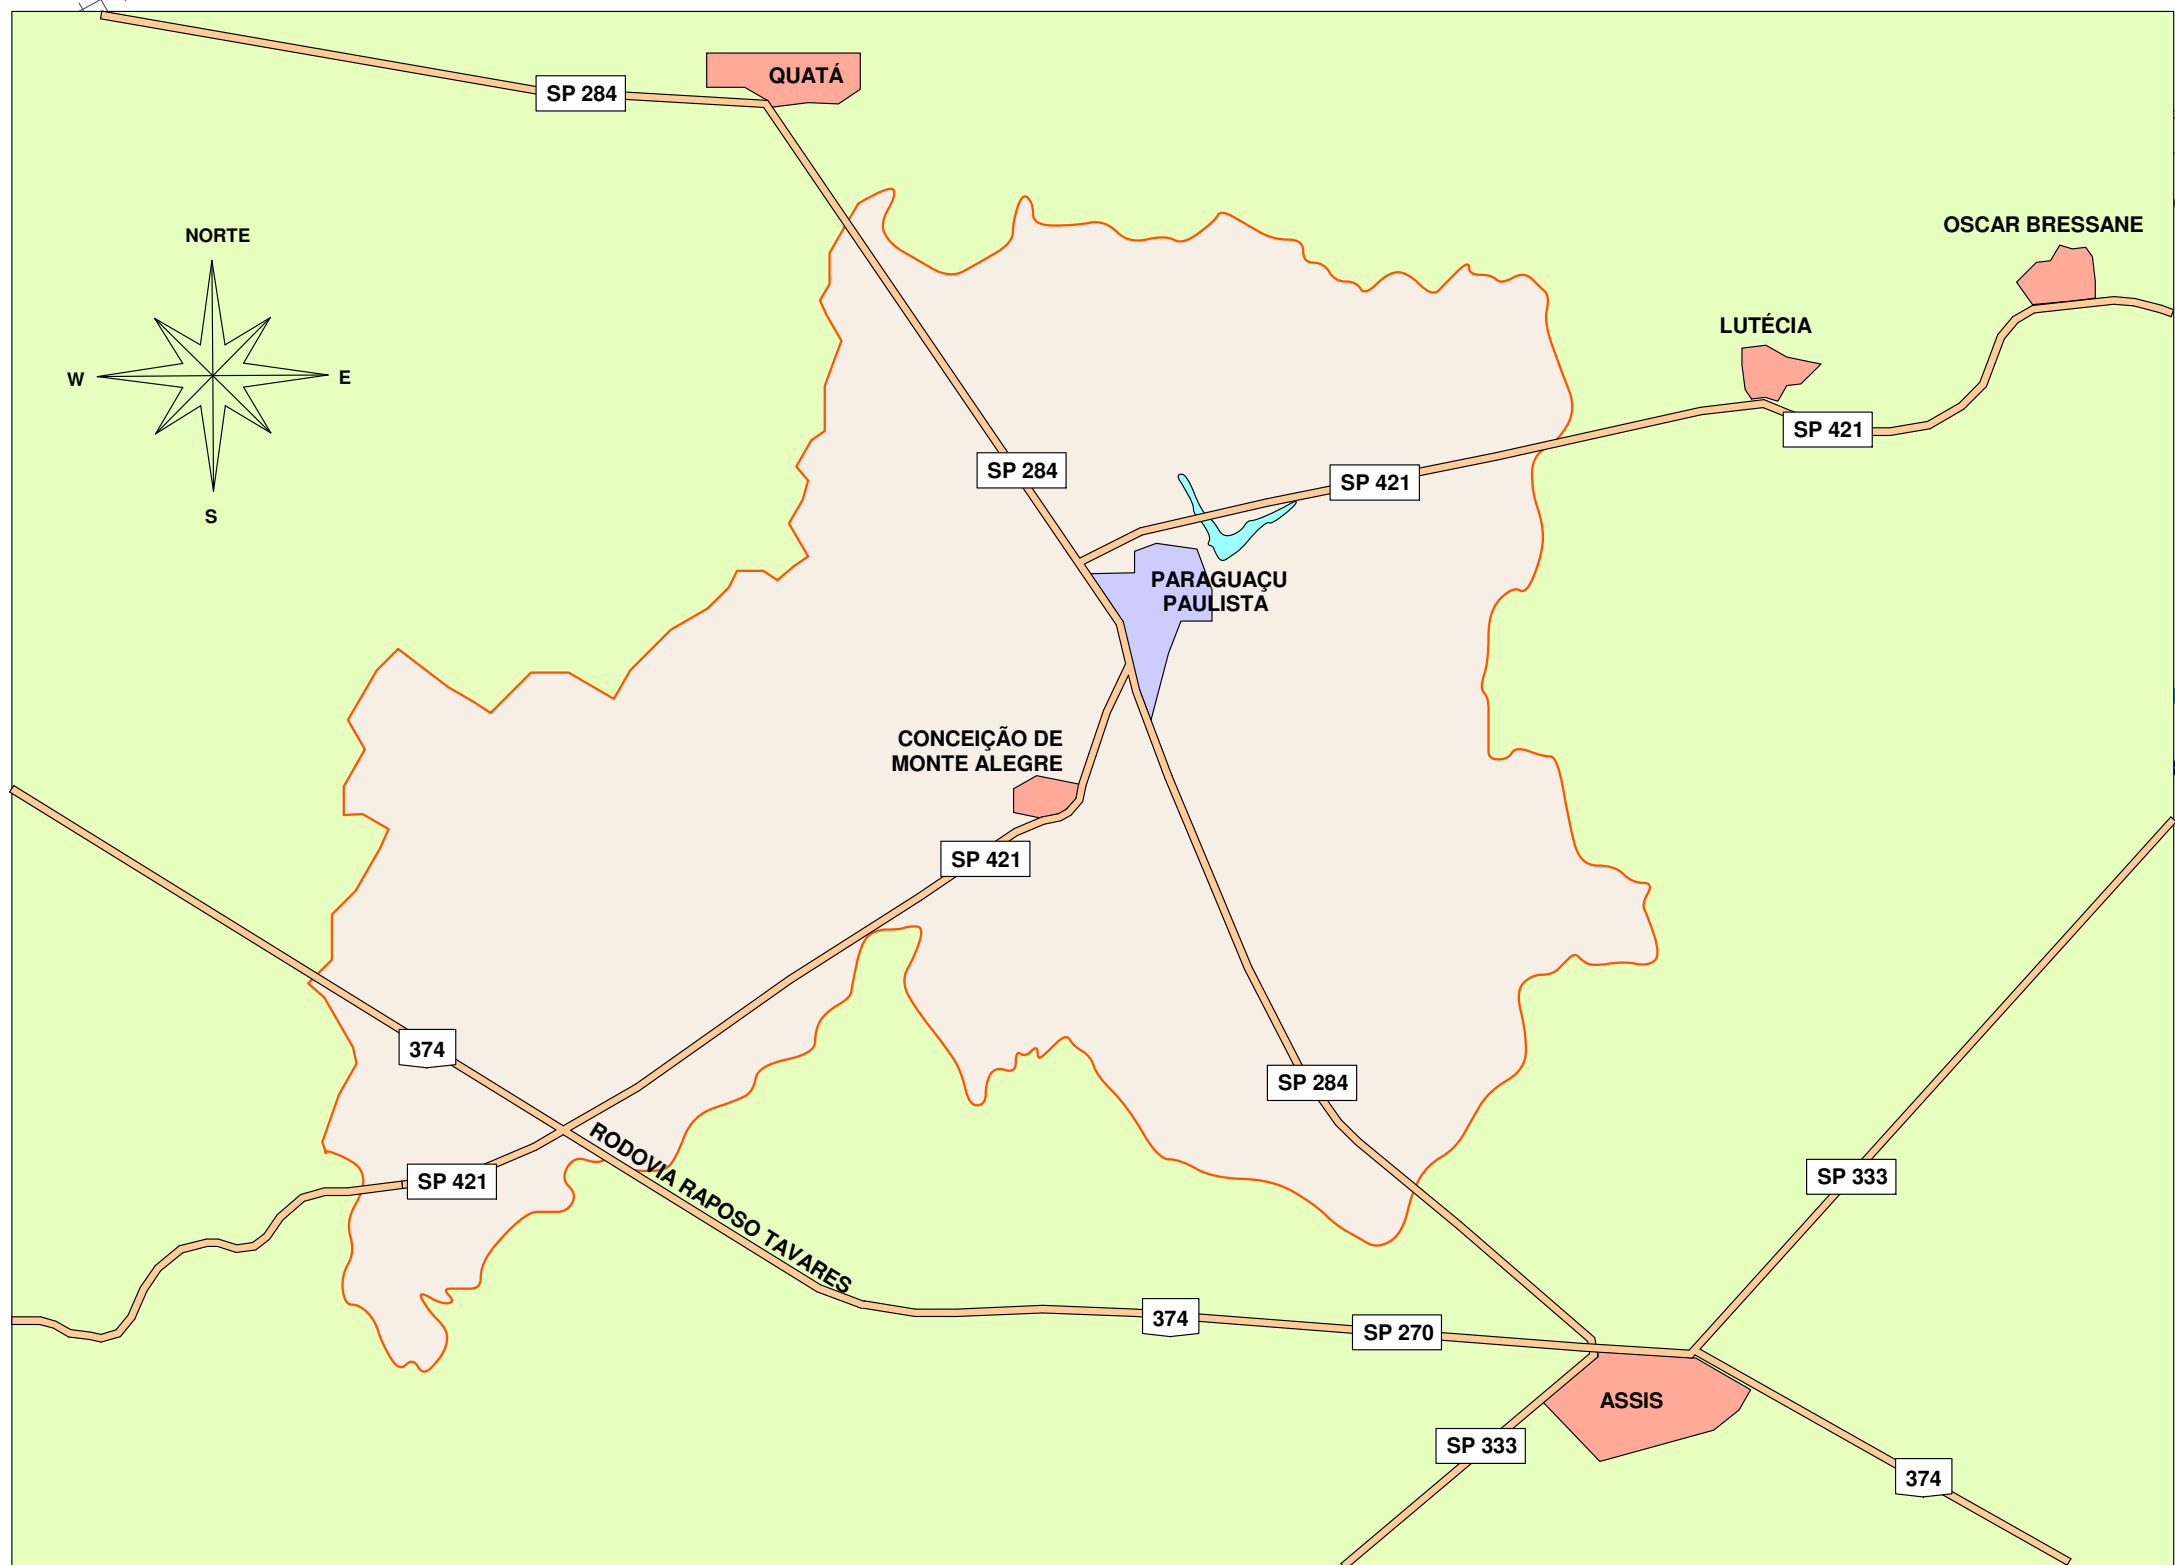 QUATÁ
SP 284
OSCAR BRESSANE
NORTE
LUTÉCIA
W
E
SP 421
SP 284
SP 421
S
PARAGUAÇU
PAULISTA
CONCEIÇÃO DE
MONTE ALEGRE
SP 421
374
SP 284
RODOVIA RAPOSO TAVARES
SP 333
SP 421
374
SP 270
ASSIS
SP 333
374